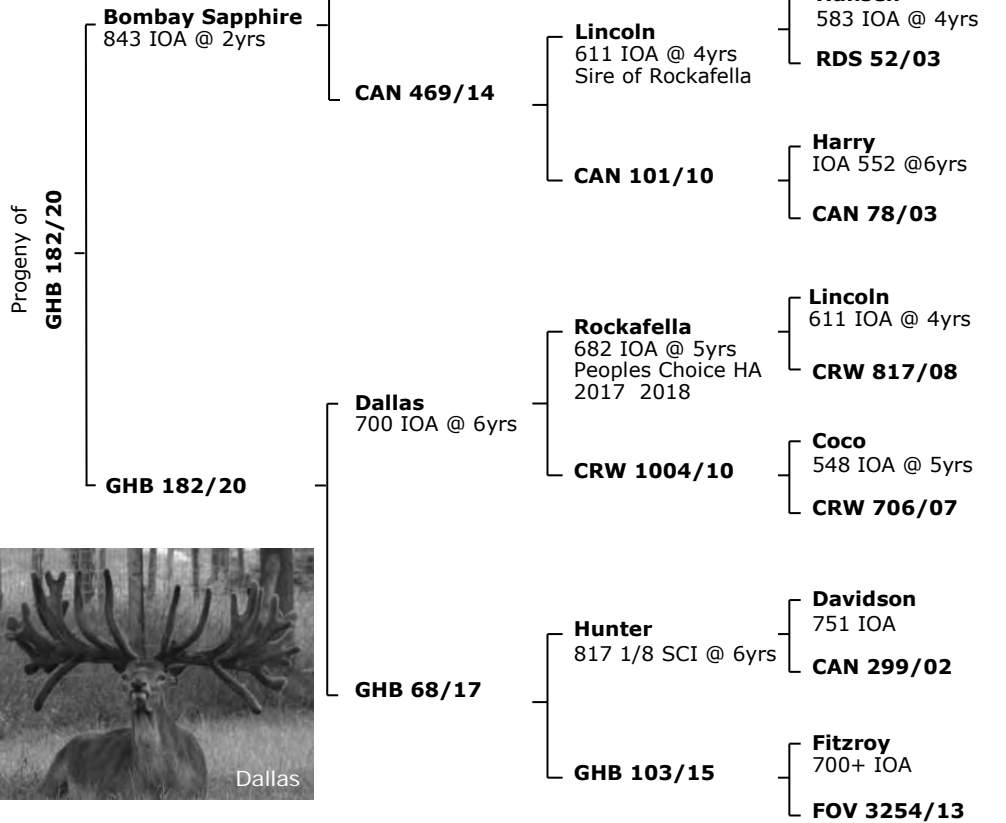 Bombay Sapphire
843 IOA @ 2yrs
CAN 469/14
Lincoln
611 IOA @ 4yrs
Sire of Rockafella
583 IOA @ 4yrs
RDS 52/03
CAN 101/10
Harry
IOA 552 @6yrs
CAN 78/03
Progeny of
GHB 182/20
GHB 182/20
Dallas
700 IOA @ 6yrs
Rockafella
682 IOA @ 5yrs
Peoples Choice HA
2017 2018
Lincoln
611 IOA @ 4yrs
CRW 817/08
CRW 1004/10
Coco
548 IOA @ 5yrs
CRW 706/07
GHB 68/17
Hunter
817 1/8 SCI @ 6yrs
Davidson
751 IOA
CAN 299/02
GHB 103/15
Fitzroy
700+ IOA
FOV 3254/13
Dallas